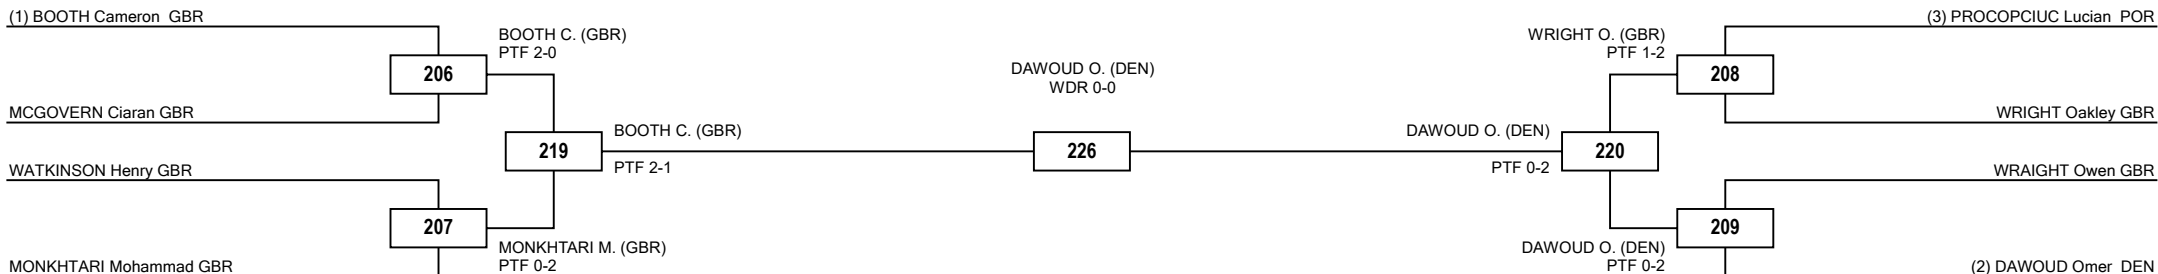 (1) BOOTH Cameron GBR
BOOTH C. (GBR)
PTF 2-0
206
MCGOVERN Ciaran GBR
BOOTH C. (GBR)
219
PTF 2-1
WATKINSON Henry GBR
207
MONKHTARI M. (GBR)
PTF 0-2
MONKHTARI Mohammad GBR
DAWOUD O. (DEN)
WDR 0-0
226
(3) PROCOPCIUC Lucian POR
WRIGHT O. (GBR)
PTF 1-2
208
WRIGHT Oakley GBR
DAWOUD O. (DEN)
220
PTF 0-2
WRAIGHT Owen GBR
209
DAWOUD O. (DEN)
PTF 0-2
(2) DAWOUD Omer DEN